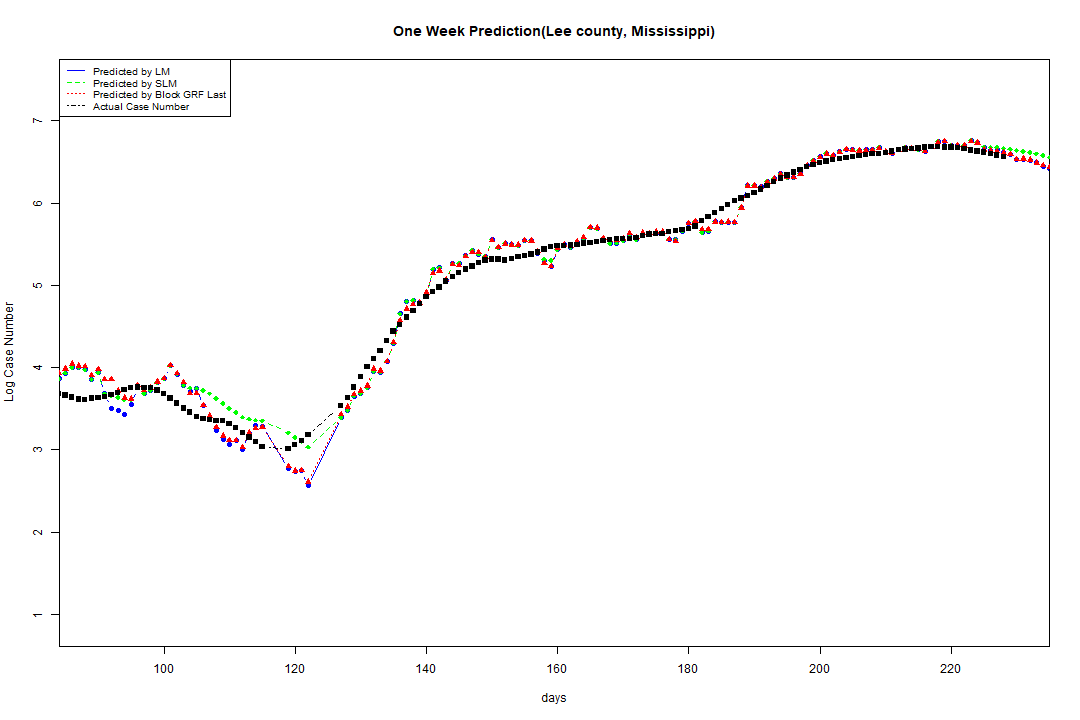 One Week Prediction(Lee county, Mississippi)
Predicted by LM
Predicted by SLM
Predicted by Block GRF Last
Actual Case Number
7
6
5
4
3
2
1
Log Case Number
100 120 140 160 180 200 220
days